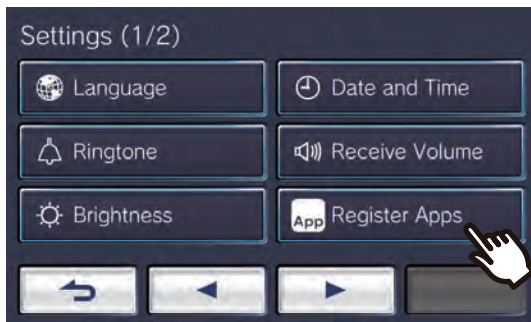 Settings (1/2)
Language
Date and Time
Ringtone
Receive Volume
Brightness
App Register Apps